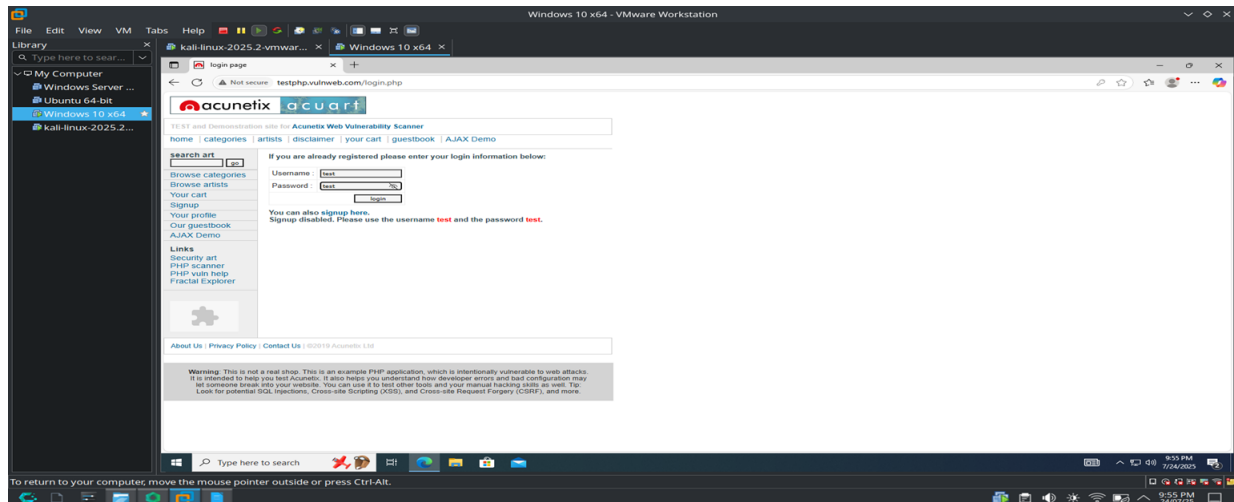 Windows 10 x64 - VMware Workstation
File Edit View VM Tabs Help
Library ×
Type here to sear...
My Computer
Windows Server ...
Ubuntu 64-bit
Windows 10 x64
kali-linux-2025.2...
kali-linux-2025.2-vmwar... × Windows 10 x64 ×
login page × +
Not secure testphp.vulnweb.com/login.php
acunetix acuart
TEST and Demonstration site for Acunetix Web Vulnerability Scanner
home | categories | artists | disclaimer | your cart | guestbook | AJAX Demo
search art
go
Browse categories
Browse artists
Your cart
Signup
Your profile
Our guestbook
AJAX Demo
Links
Security art
PHP scanner
PHP vuln help
Fractal Explorer
If you are already registered please enter your login information below:
Username : test
Password : test
login
You can also signup here.
Signup disabled. Please use the username test and the password test.
About Us | Privacy Policy | Contact Us | ©2019 Acunetix Ltd
Warning: This is not a real shop. This is an example PHP application, which is intentionally vulnerable to web attacks.
It is intended to help you test Acunetix. It also helps you understand how developer errors and bad configuration may
let someone break into your website. You can use it to test other tools and your manual hacking skills as well. Tip:
Look for potential SQL Injections, Cross-site Scripting (XSS), and Cross-site Request Forgery (CSRF), and more.
Type here to search
9:55 PM
7/24/2025
To return to your computer, move the mouse pointer outside or press Ctrl-Alt.
9:55 PM
24/07/25